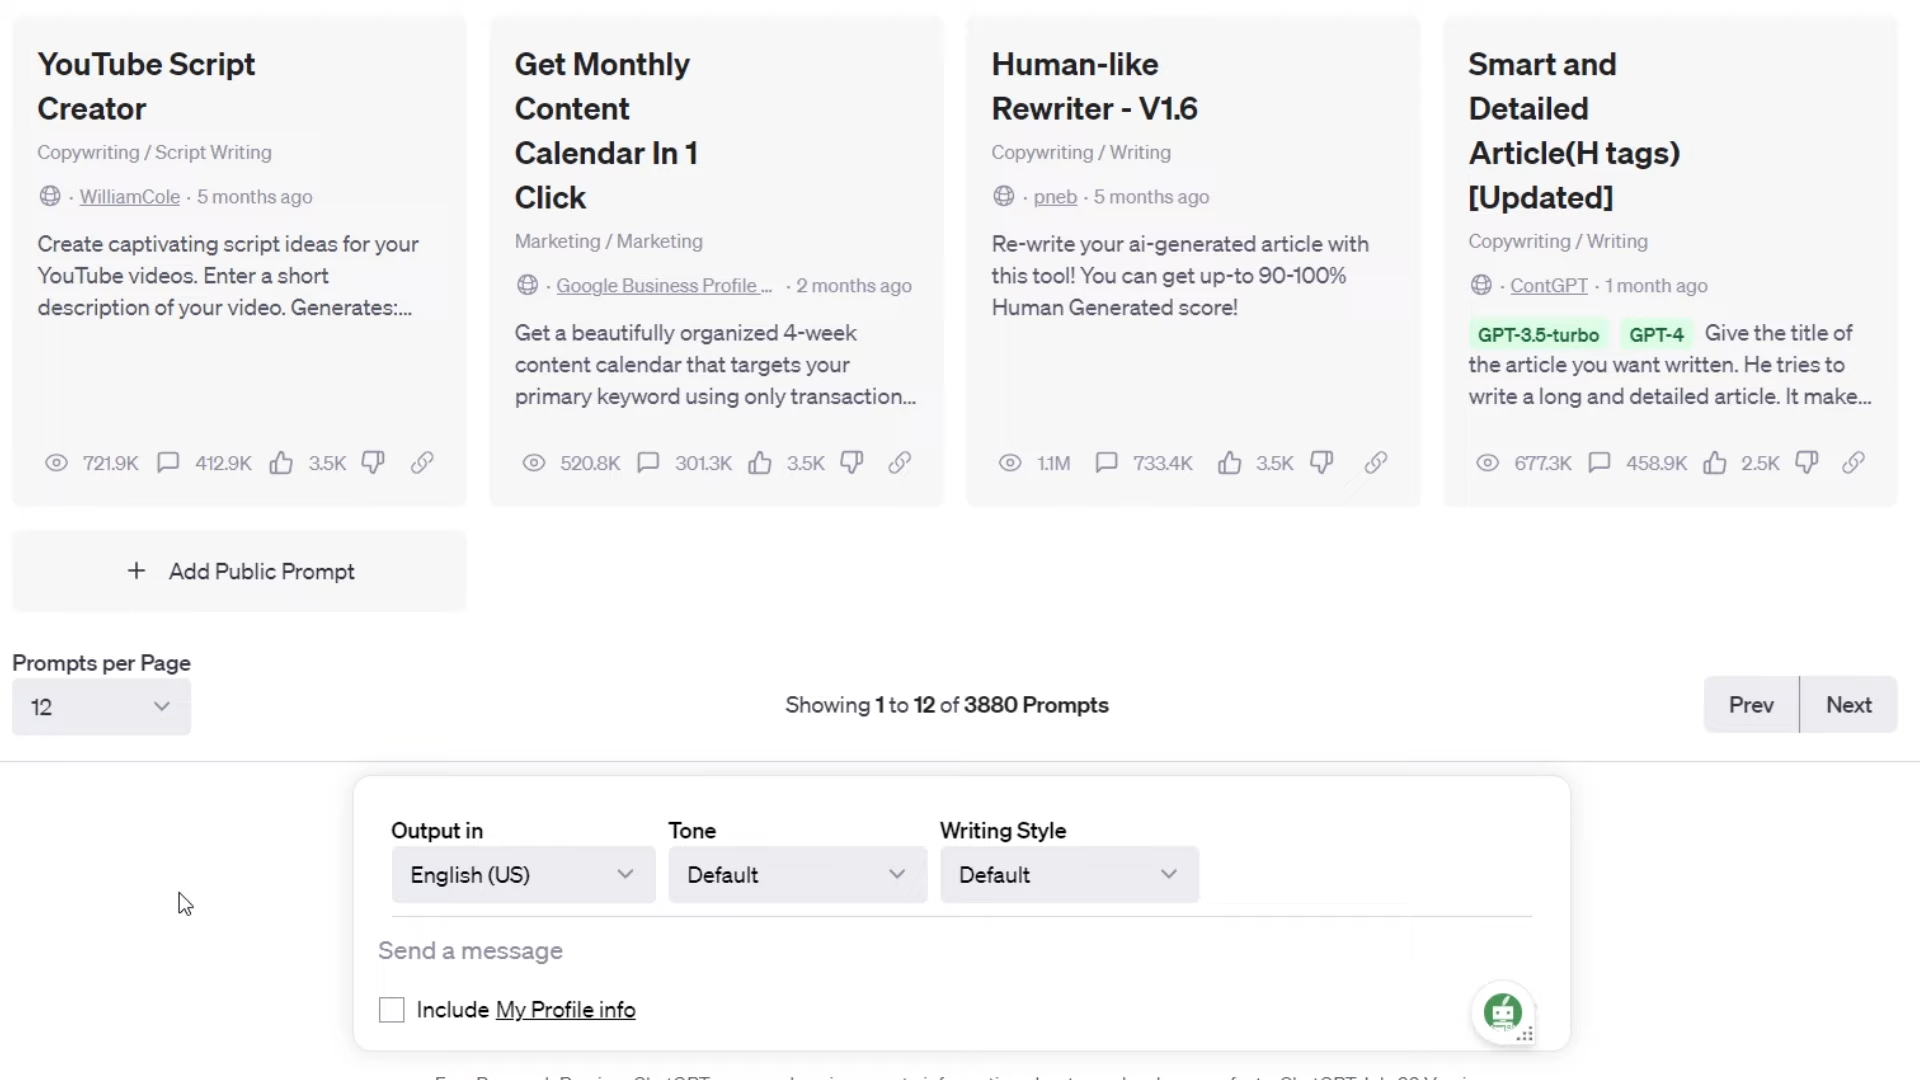 YouTube Script
Creator
Copywriting / Script Writing
· WilliamCole · 5 months ago
Create captivating script ideas for your
YouTube videos. Enter a short
description of your video. Generates:...
721.9K 412.9K 3.5K
Get Monthly
Content
Calendar In 1
Click
Marketing / Marketing
· Google Business Profile ... · 2 months ago
Get a beautifully organized 4-week
content calendar that targets your
primary keyword using only transaction...
520.8K 301.3K 3.5K
Human-like
Rewriter - V1.6
Copywriting / Writing
· pneb · 5 months ago
Re-write your ai-generated article with
this tool! You can get up-to 90-100%
Human Generated score!
1.1M 733.4K 3.5K
Smart and
Detailed
Article(H tags)
[Updated]
Copywriting / Writing
· ContGPT · 1 month ago
GPT-3.5-turbo GPT-4 Give the title of
the article you want written. He tries to
write a long and detailed article. It make...
677.3K 458.9K 2.5K
+ Add Public Prompt
Prompts per Page
12
Showing 1 to 12 of 3880 Prompts
Prev Next
Output in Tone Writing Style
English (US) Default Default
Send a message
Include My Profile info